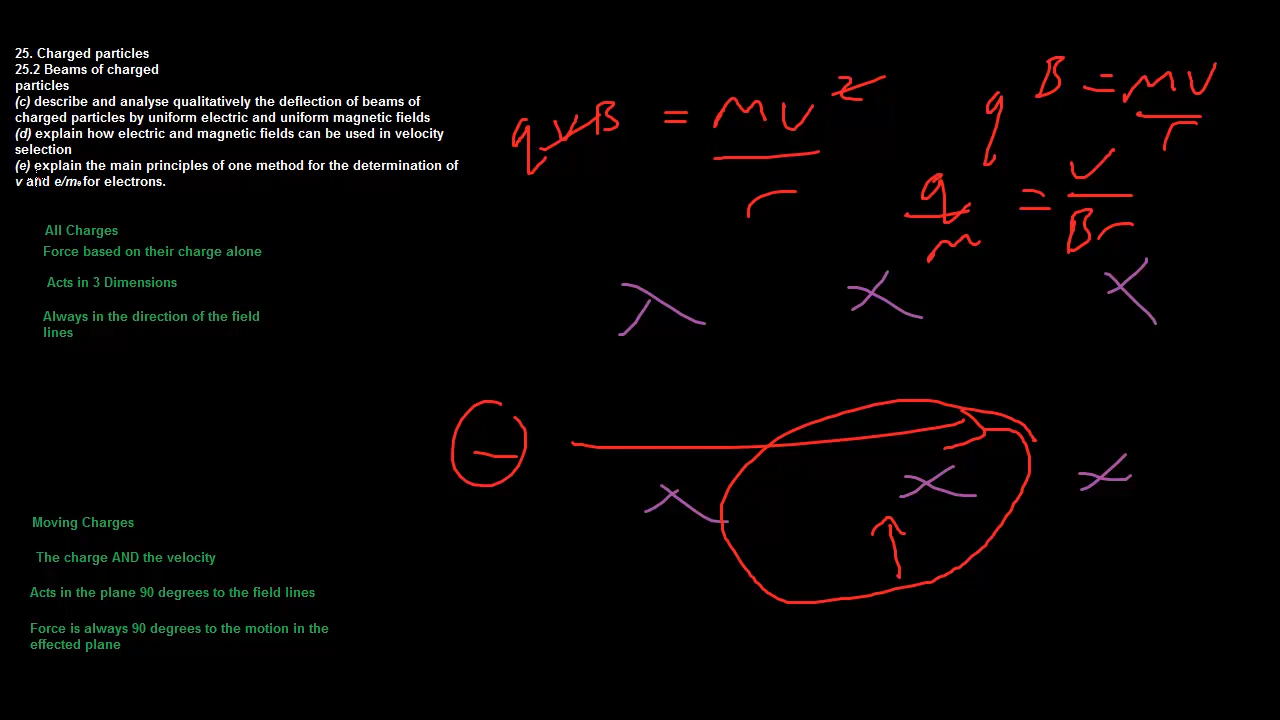 25. Charged particles
25.2 Beams of charged
particles
(c) describe and analyse qualitatively the deflection of beams of
charged particles by uniform electric and uniform magnetic fields
(d) explain how electric and magnetic fields can be used in velocity
selection
(e) explain the main principles of one method for the determination of
v and e/mₑ for electrons.
qvB = mv²/r
qB = mv/r
q/m = v/Br
All Charges
Force based on their charge alone
Acts in 3 Dimensions
Always in the direction of the field
lines
Moving Charges
The charge AND the velocity
Acts in the plane 90 degrees to the field lines
Force is always 90 degrees to the motion in the
effected plane